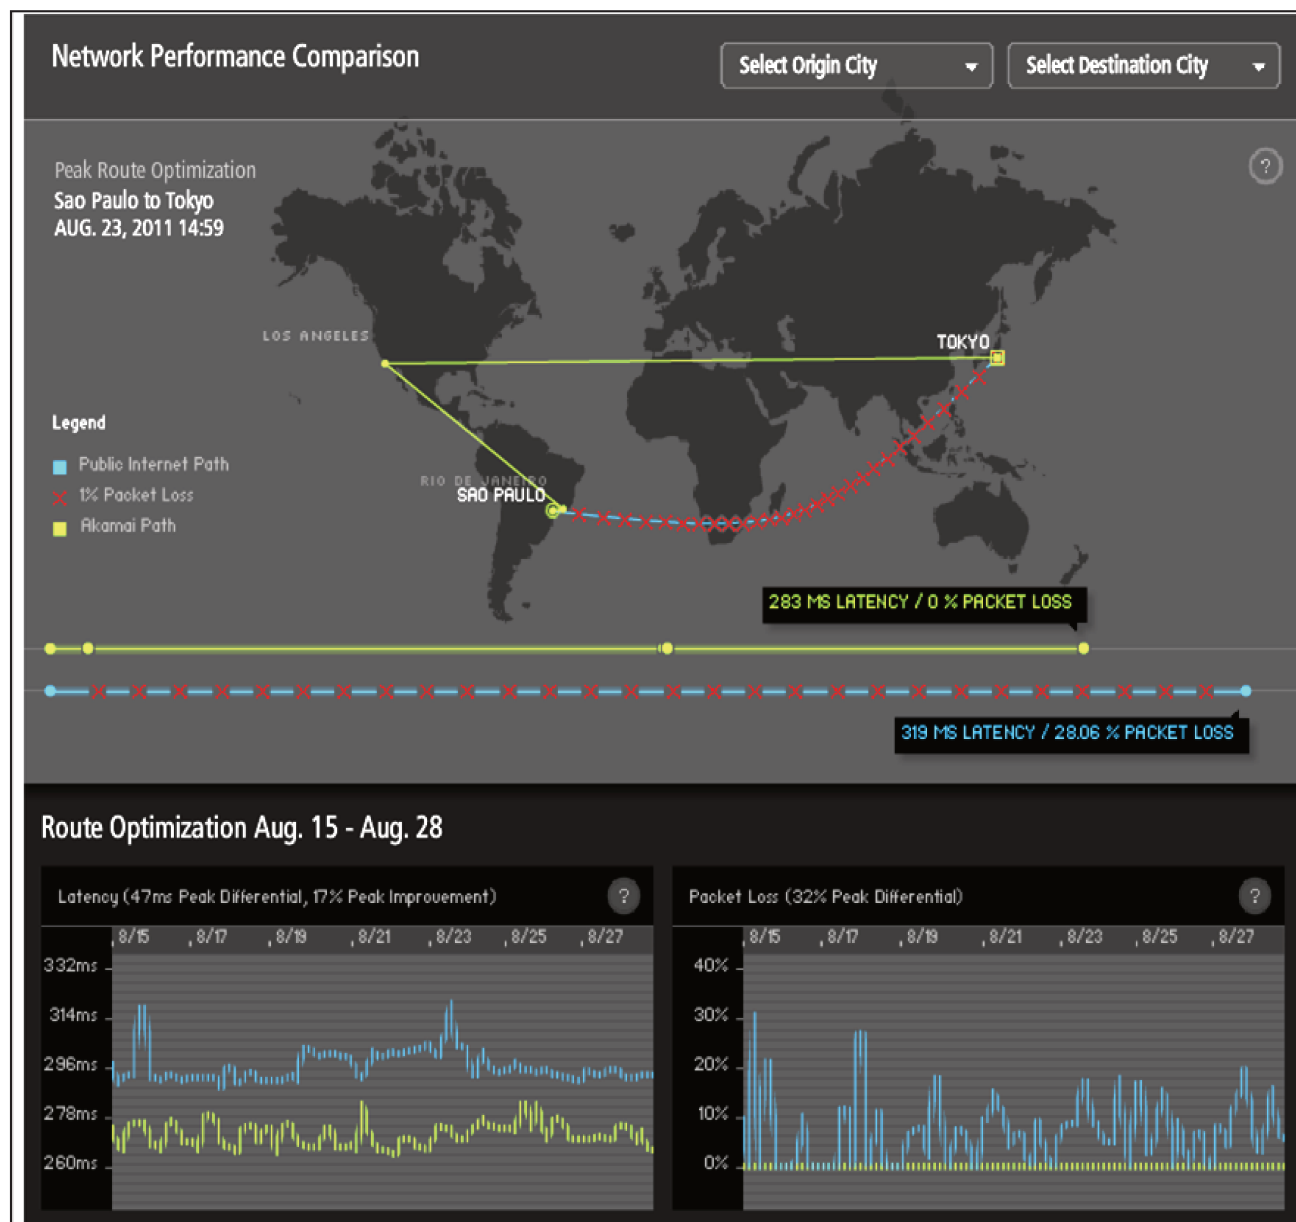 Network Performance Comparison
Select Origin City
Select Destination City
Peak Route Optimization
Sao Paulo to Tokyo
AUG. 23, 2011 14:59
?
LOS ANGELES
TOKYO
Legend
Public Internet Path
1% Packet Loss
Akamai Path
RIO DE JANEIRO
SAO PAULO
283 MS LATENCY / 0 % PACKET LOSS
319 MS LATENCY / 28.06 % PACKET LOSS
Route Optimization Aug. 15 - Aug. 28
Latency (47ms Peak Differential, 17% Peak Improvement)
?
8/15 8/17 8/19 8/21 8/23 8/25 8/27
332ms
314ms
296ms
278ms
260ms
Packet Loss (32% Peak Differential)
?
8/15 8/17 8/19 8/21 8/23 8/25 8/27
40%
30%
20%
10%
0%